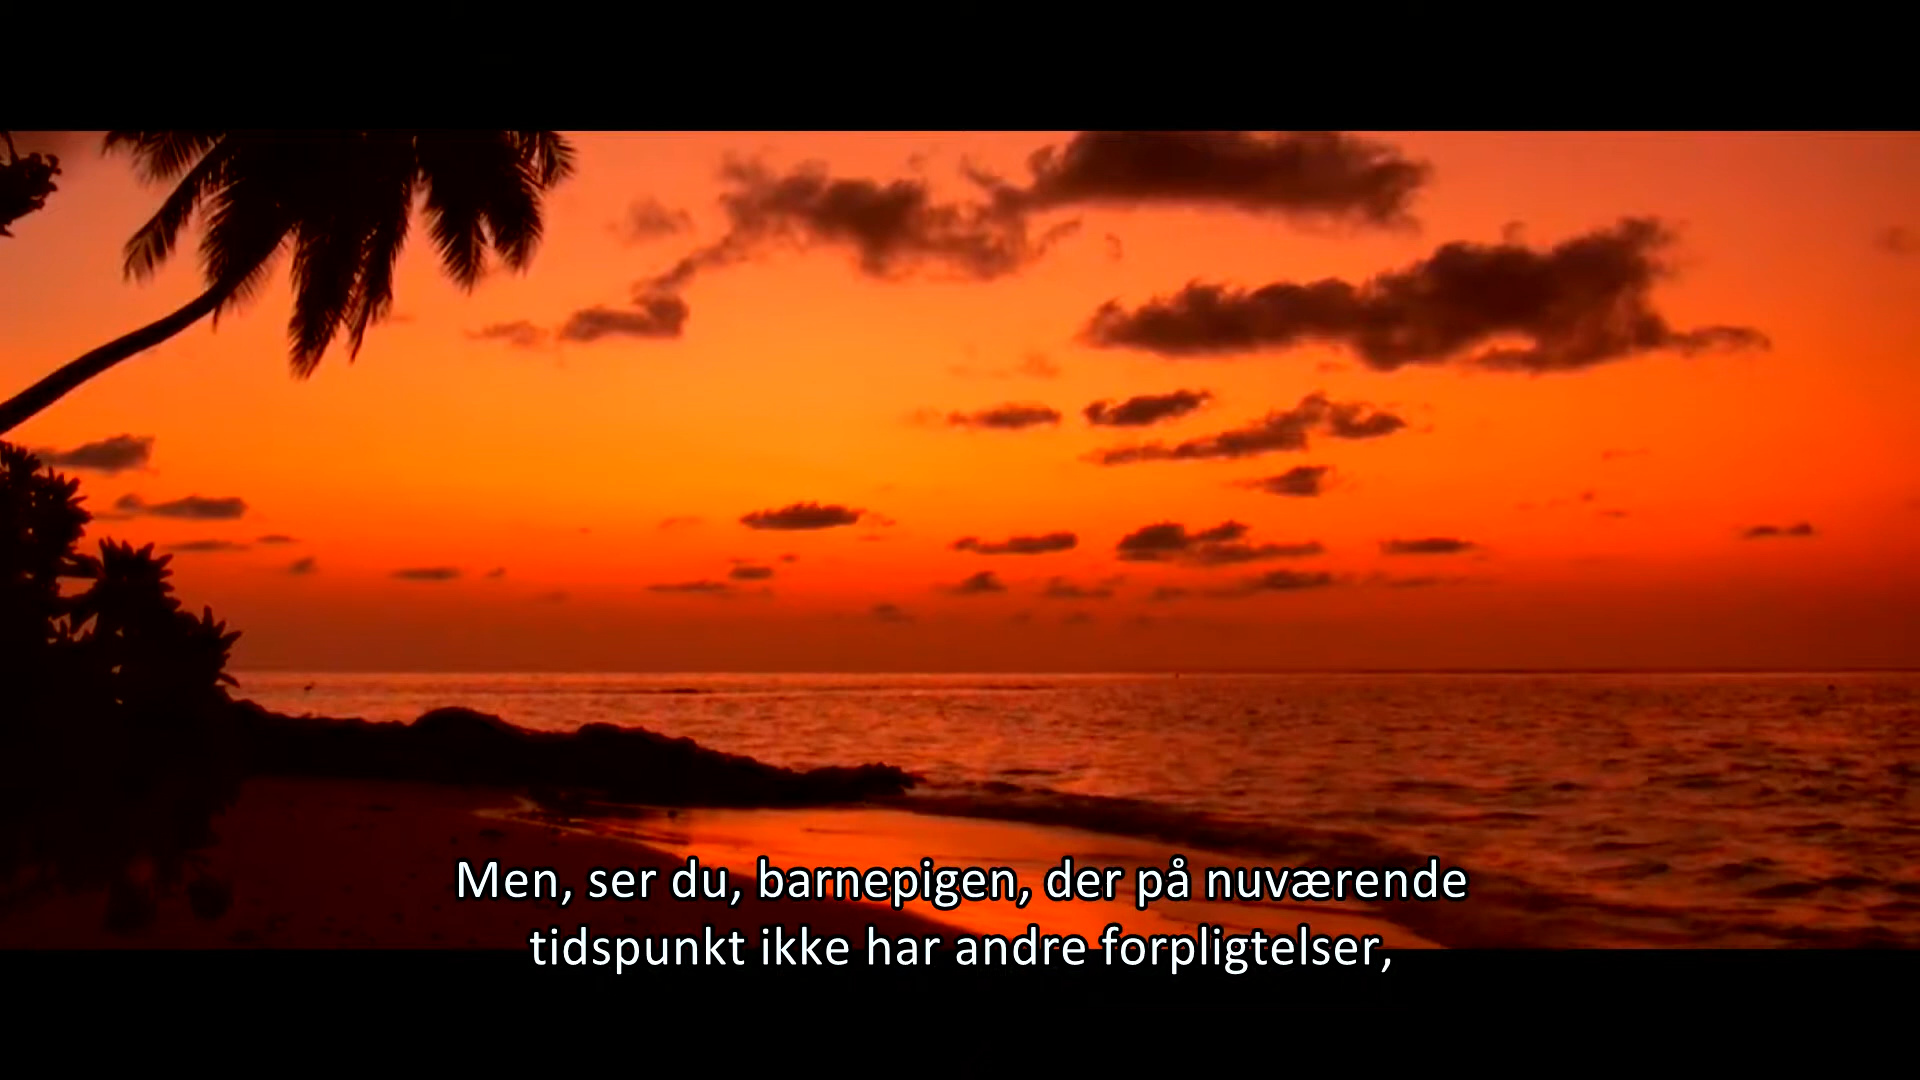 Men, ser du, barnepigen, der på nuværende
tidspunkt ikke har andre forpligtelser,